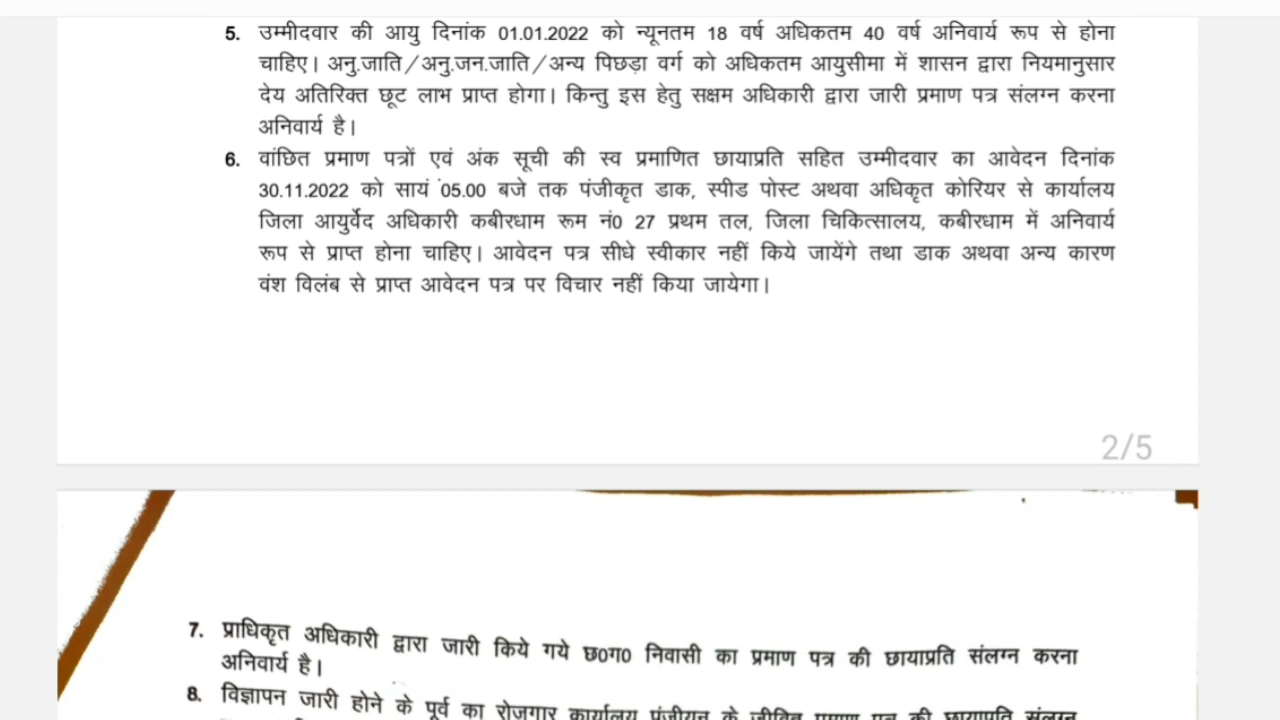 5. उम्मीदवार की आयु दिनांक 01.01.2022 को न्यूनतम 18 वर्ष अधिकतम 40 वर्ष अनिवार्य रूप से होना
चाहिए। अनु.जाति/अनु.जन.जाति/अन्य पिछड़ा वर्ग को अधिकतम आयुसीमा में शासन द्वारा नियमानुसार
देय अतिरिक्त छूट लाभ प्राप्त होगा। किन्तु इस हेतु सक्षम अधिकारी द्वारा जारी प्रमाण पत्र संलग्न करना
अनिवार्य है।
6. वांछित प्रमाण पत्रों एवं अंक सूची की स्व प्रमाणित छायाप्रति सहित उम्मीदवार का आवेदन दिनांक
30.11.2022 को सायं 05.00 बजे तक पंजीकृत डाक, स्पीड पोस्ट अथवा अधिकृत कोरियर से कार्यालय
जिला आयुर्वेद अधिकारी कबीरधाम रूम नं0 27 प्रथम तल, जिला चिकित्सालय, कबीरधाम में अनिवार्य
रूप से प्राप्त होना चाहिए। आवेदन पत्र सीधे स्वीकार नहीं किये जायेंगे तथा डाक अथवा अन्य कारण
वंश विलंब से प्राप्त आवेदन पत्र पर विचार नहीं किया जायेगा।
2/5
7. प्राधिकृत अधिकारी द्वारा जारी किये गये छ0ग0 निवासी का प्रमाण पत्र की छायाप्रति संलग्न करना
अनिवार्य है।
8. विज्ञापन जारी होने के पूर्व का रोजगार कार्यालय पंजीयन के जीवित प्रमाण पत्र की छायाप्रति संलग्न